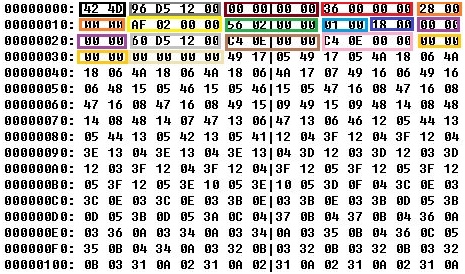 00000000: 42 4D 96 D5 12 00 00 00 00 00 36 00 00 00 28 00
00000010: 00 00 AF 02 00 00 56 02 00 00 01 00 18 00 00 00
00000020: 00 00 60 D5 12 00 C4 0E 00 00 C4 0E 00 00 00 00
00000030: 00 00 00 00 00 00 49 17|05 49 17 05 4A 18 06 4A
00000040: 18 06 4A 18 06 4A 18 06|4A 17 07 49 16 06 49 16
00000050: 06 48 15 05 46 15 05 46|15 05 47 16 08 47 16 08
00000060: 47 16 08 47 16 08 49 15|09 49 15 09 48 14 08 48
00000070: 14 08 48 14 07 47 13 06|47 13 06 46 12 05 44 13
00000080: 05 44 13 05 42 13 05 41|12 04 3F 12 04 3F 12 04
00000090: 3E 13 04 3E 13 04 3E 13|04 3D 12 03 3D 12 03 3D
000000A0: 12 03 3F 12 04 3F 12 04|3F 12 05 3F 12 05 3F 12
000000B0: 05 3F 12 05 3E 10 05 3E|10 05 3D 0F 04 3C 0E 03
000000C0: 3C 0E 03 3C 0E 03 3B 0E|03 3B 0E 03 3B 0D 05 3B
000000D0: 0D 05 3B 0D 05 3A 0C 04|37 0B 04 37 0B 04 36 0A
000000E0: 03 36 0A 03 34 0A 03 34|0A 03 35 0B 04 36 0C 05
000000F0: 35 0B 04 34 0A 03 32 0B|03 32 0B 03 32 0B 03 32
00000100: 0B 03 31 0A 02 31 0A 02|31 0A 02 31 0A 02 31 0A